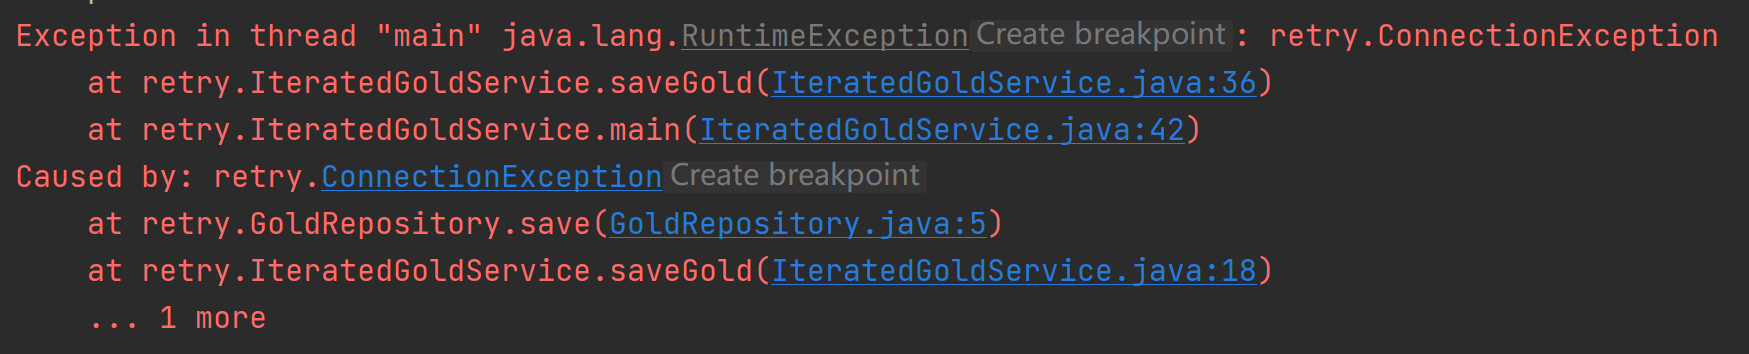 Exception in thread "main" java.lang.RuntimeException Create breakpoint : retry.ConnectionException
at retry.IteratedGoldService.saveGold(IteratedGoldService.java:36)
at retry.IteratedGoldService.main(IteratedGoldService.java:42)
Caused by: retry.ConnectionException Create breakpoint
at retry.GoldRepository.save(GoldRepository.java:5)
at retry.IteratedGoldService.saveGold(IteratedGoldService.java:18)
... 1 more